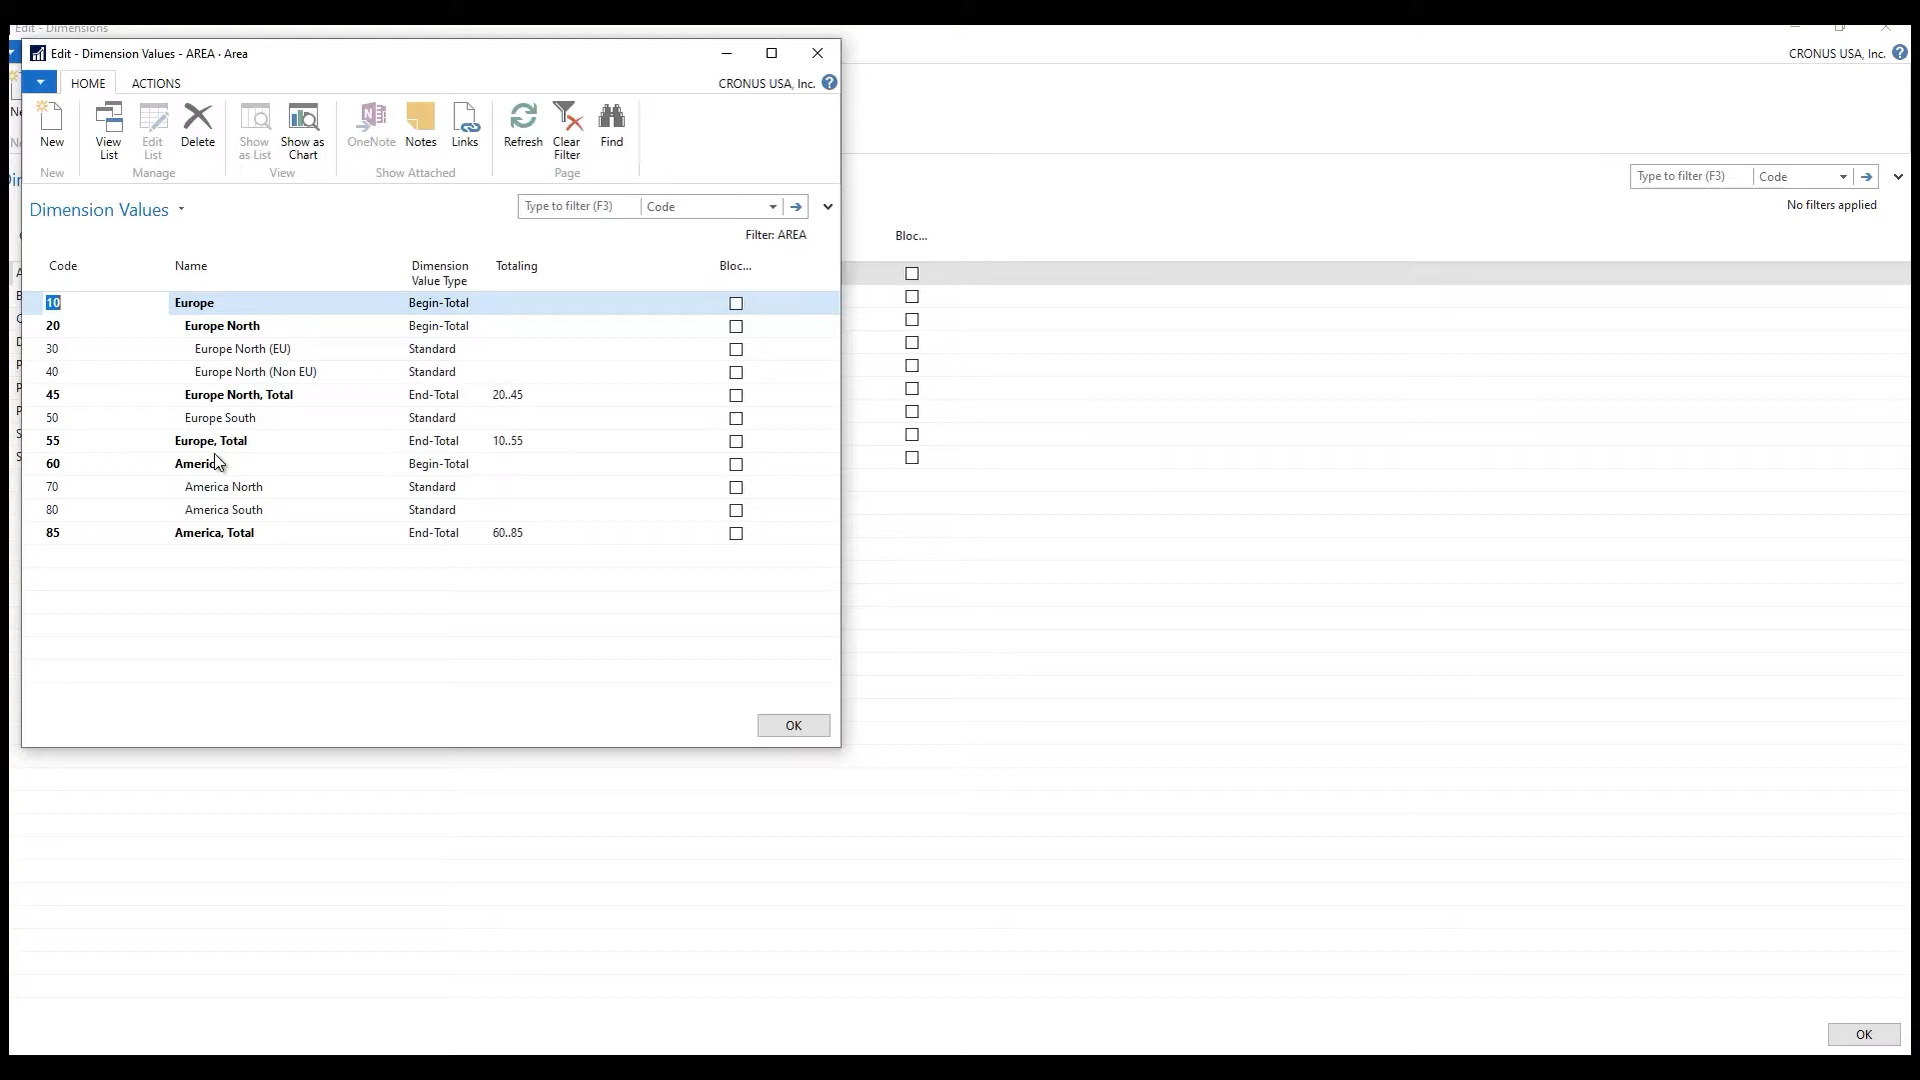 Edit - Dimensions
CRONUS USA, Inc.
Edit - Dimension Values - AREA · Area
HOME ACTIONS CRONUS USA, Inc.
New View List Edit List Delete Show as List Show as Chart OneNote Notes Links Refresh Clear Filter Find
New Manage View Show Attached Page
Type to filter (F3) Code
No filters applied
Dimension Values Type to filter (F3) Code
Filter: AREA
Bloc...
Code Name Dimension Value Type Totaling Bloc...
10 Europe Begin-Total
20 Europe North Begin-Total
30 Europe North (EU) Standard
40 Europe North (Non EU) Standard
45 Europe North, Total End-Total 20..45
50 Europe South Standard
55 Europe, Total End-Total 10..55
60 America Begin-Total
70 America North Standard
80 America South Standard
85 America, Total End-Total 60..85
OK
OK